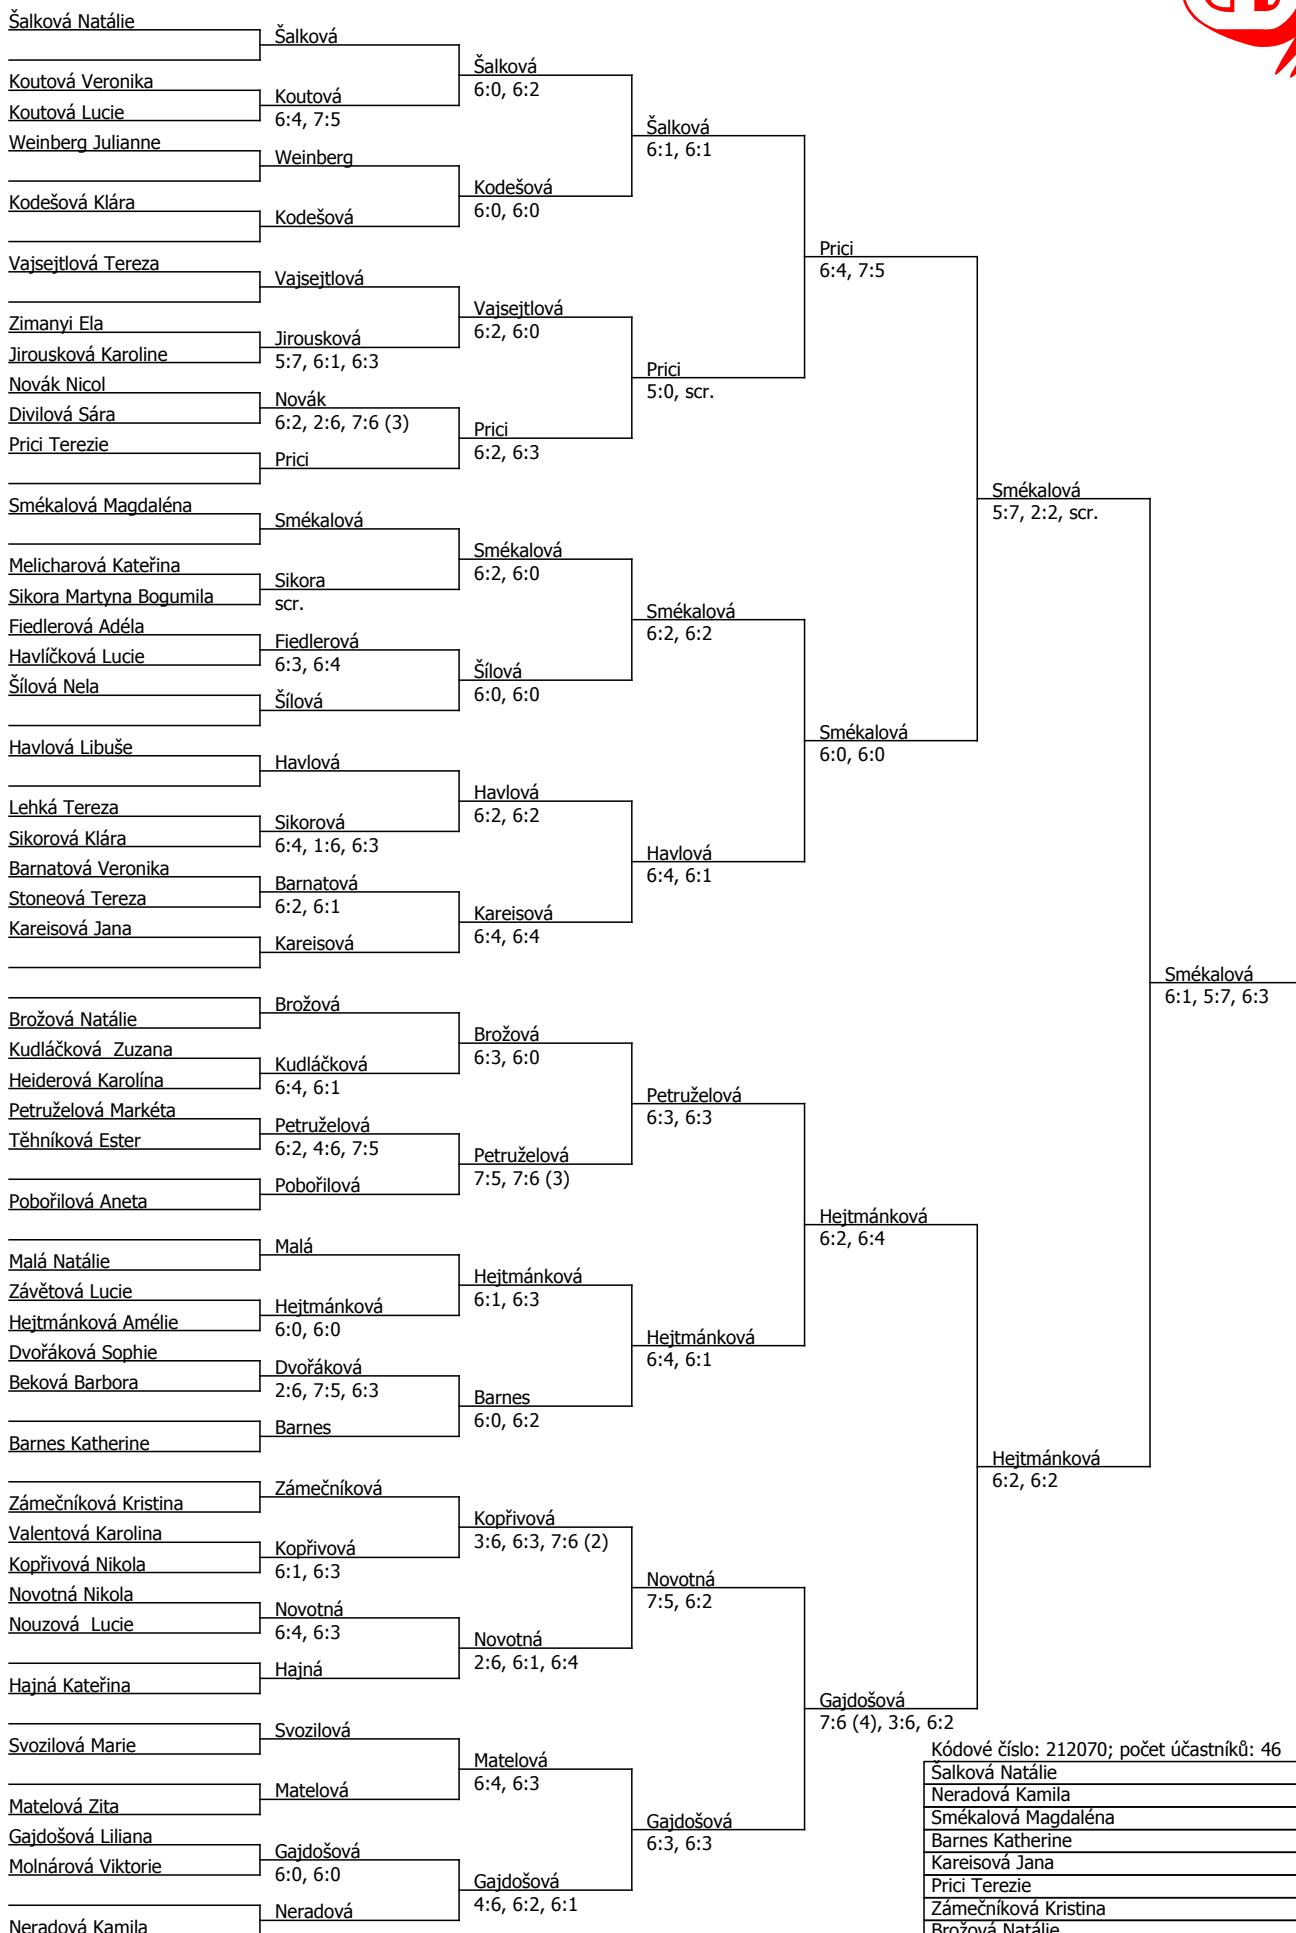 Šalková Natálie
Koutová Veronika
Koutová Lucie
Weinberg Julianne
Kodešová Klára
Vajsejtlová Tereza
Zimanyi Ela
Jirousková Karoline
Novák Nicol
Divilová Sára
Prici Terezie
Smékalová Magdaléna
Melicharová Kateřina
Sikora Martyna Bogumila
Fiedlerová Adéla
Havlíčková Lucie
Šílová Nela
Havlová Libuše
Lehká Tereza
Sikorová Klára
Barnatová Veronika
Stoneová Tereza
Kareisová Jana
Brožová Natálie
Kudláčková  Zuzana
Heiderová Karolína
Petruželová Markéta
Těhníková Ester
Pobořilová Aneta
Malá Natálie
Závětová Lucie
Hejtmánková Amélie
Dvořáková Sophie
Beková Barbora
Barnes Katherine
Zámečníková Kristina
Valentová Karolina
Kopřivová Nikola
Novotná Nikola
Nouzová  Lucie
Hajná Kateřina
Svozilová Marie
Matelová Zita
Gajdošová Liliana
Molnárová Viktorie
Neradová Kamila
Šalková
Koutová
6:4, 7:5
Weinberg
Kodešová
Vajsejtlová
Jirousková
5:7, 6:1, 6:3
Novák
6:2, 2:6, 7:6 (3)
Prici
Smékalová
Sikora
scr.
Fiedlerová
6:3, 6:4
Šílová
Havlová
Sikorová
6:4, 1:6, 6:3
Barnatová
6:2, 6:1
Kareisová
Brožová
Kudláčková
6:4, 6:1
Petruželová
6:2, 4:6, 7:5
Pobořilová
Malá
Hejtmánková
6:0, 6:0
Dvořáková
2:6, 7:5, 6:3
Barnes
Zámečníková
Kopřivová
6:1, 6:3
Novotná
6:4, 6:3
Hajná
Svozilová
Matelová
Gajdošová
6:0, 6:0
Neradová
Šalková
6:0, 6:2
Kodešová
6:0, 6:0
Vajsejtlová
6:2, 6:0
Prici
6:2, 6:3
Smékalová
6:2, 6:0
Šílová
6:0, 6:0
Havlová
6:2, 6:2
Kareisová
6:4, 6:4
Brožová
6:3, 6:0
Petruželová
7:5, 7:6 (3)
Hejtmánková
6:1, 6:3
Barnes
6:0, 6:2
Kopřivová
3:6, 6:3, 7:6 (2)
Novotná
2:6, 6:1, 6:4
Matelová
6:4, 6:3
Gajdošová
4:6, 6:2, 6:1
Šalková
6:1, 6:1
Prici
5:0, scr.
Smékalová
6:2, 6:2
Havlová
6:4, 6:1
Petruželová
6:3, 6:3
Hejtmánková
6:4, 6:1
Novotná
7:5, 6:2
Gajdošová
6:3, 6:3
Prici
6:4, 7:5
Smékalová
6:0, 6:0
Hejtmánková
6:2, 6:4
Gajdošová
7:6 (4), 3:6, 6:2
Smékalová
5:7, 2:2, scr.
Hejtmánková
6:2, 6:2
Smékalová
6:1, 5:7, 6:3
Kódové číslo: 212070; počet účastníků: 46
Šalková Natálie
Neradová Kamila
Smékalová Magdaléna
Barnes Katherine
Kareisová Jana
Prici Terezie
Zámečníková Kristina
Brožová Natálie